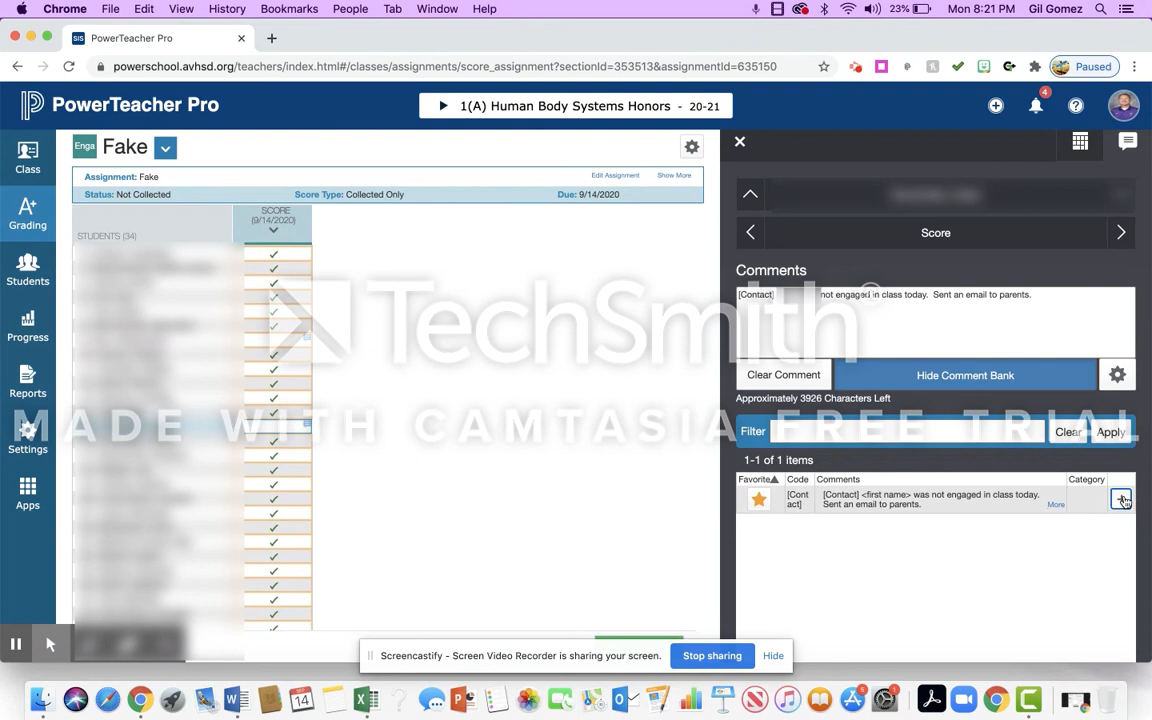 Chrome File Edit View History Bookmarks People Tab Window Help 23% Mon 8:21 PM Gil Gomez
SIS PowerTeacher Pro
powerschool.avhsd.org/teachers/index.html#/classes/assignments/score_assignment?sectionId=353513&assignmentId=635150 Paused
PowerTeacher Pro 1(A) Human Body Systems Honors - 20-21 4
Class
Grading
Students
Progress
Reports
Settings
Apps
Enga Fake
Assignment: Fake Edit Assignment Show More
Status: Not Collected Score Type: Collected Only Due: 9/14/2020
STUDENTS (34)
SCORE
(9/14/2020)
Score
Comments
[Contact] not engaged in class today. Sent an email to parents.
Clear Comment Hide Comment Bank
Approximately 3926 Characters Left
Filter Clear Apply
1-1 of 1 items
Favorite Code Comments Category
[Cont
act]
[Contact] <first name> was not engaged in class today.
Sent an email to parents. More
TechSmith
MADE WITH CAMTASIA FREE TRIAL
Screencastify - Screen Video Recorder is sharing your screen. Stop sharing Hide